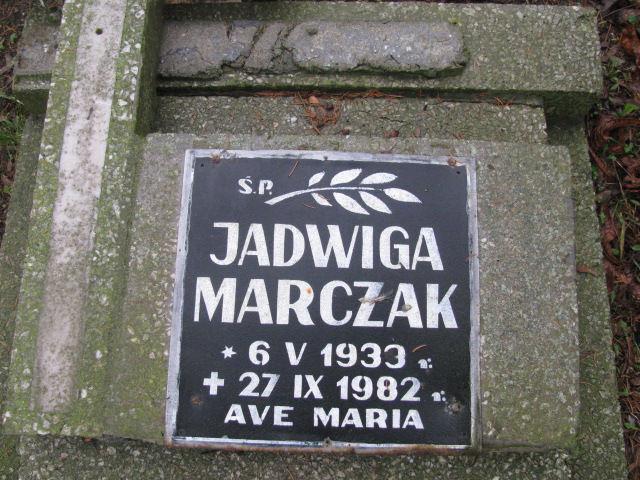 Ś.P.
JADWIGA
MARCZAK
* 6 V 1933 r.
+ 27 IX 1982 r.
AVE MARIA